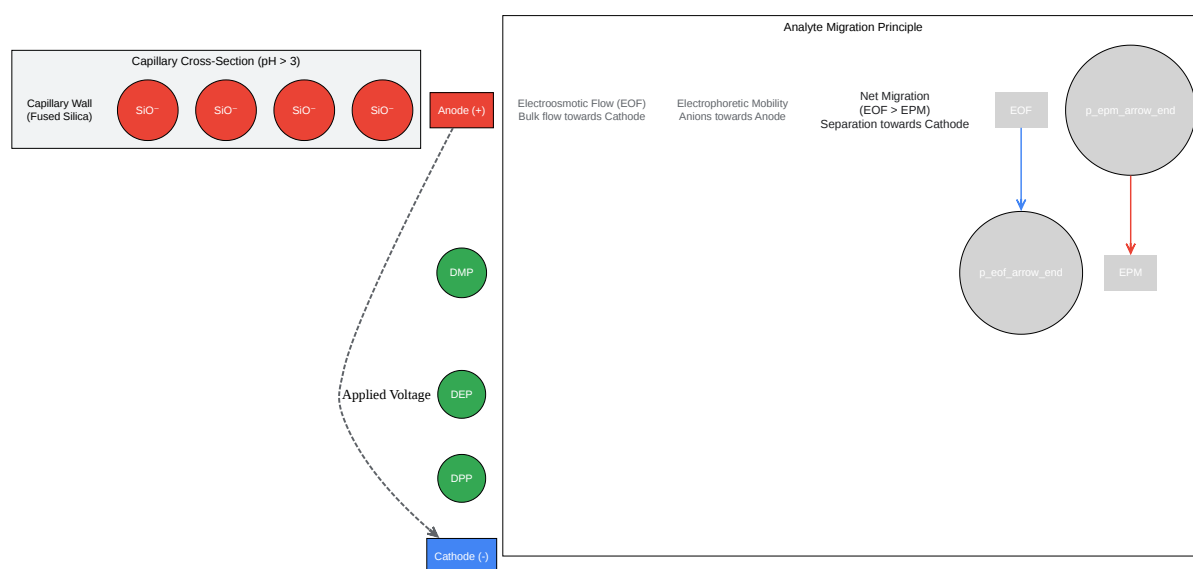 Analyte Migration Principle
Capillary Cross-Section (pH > 3)
Capillary Wall
(Fused Silica)
SiO⁻
SiO⁻
SiO⁻
SiO⁻
Anode (+)
Electroosmotic Flow (EOF)
Bulk flow towards Cathode
Electrophoretic Mobility
Anions towards Anode
Net Migration
(EOF > EPM)
Separation towards Cathode
EOF
p_epm_arrow_end
DMP
p_eof_arrow_end
EPM
Applied Voltage
DEP
DPP
Cathode (-)